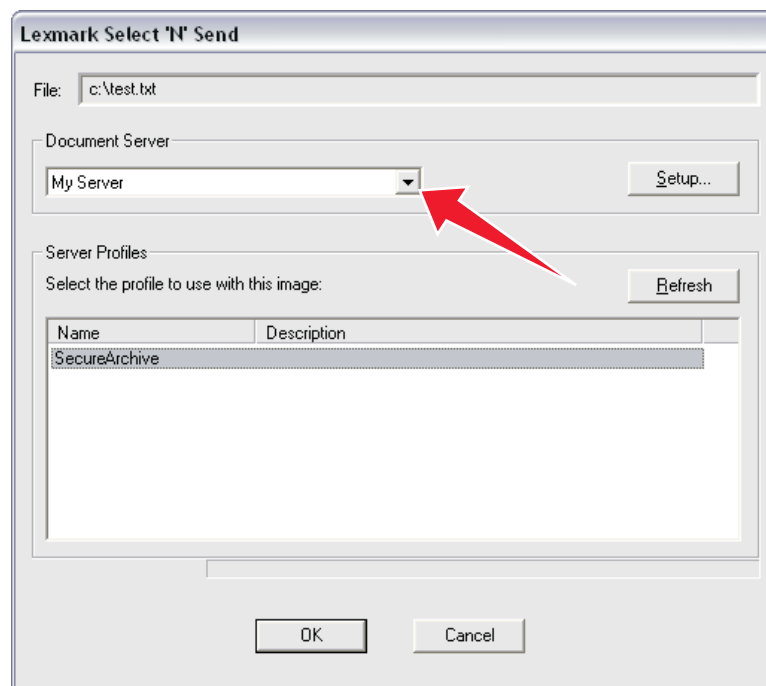 Lexmark Select 'N' Send
File: c:\test.txt
Document Server
My Server Setup...
Server Profiles
Select the profile to use with this image: Refresh
Name Description
SecureArchive
OK Cancel